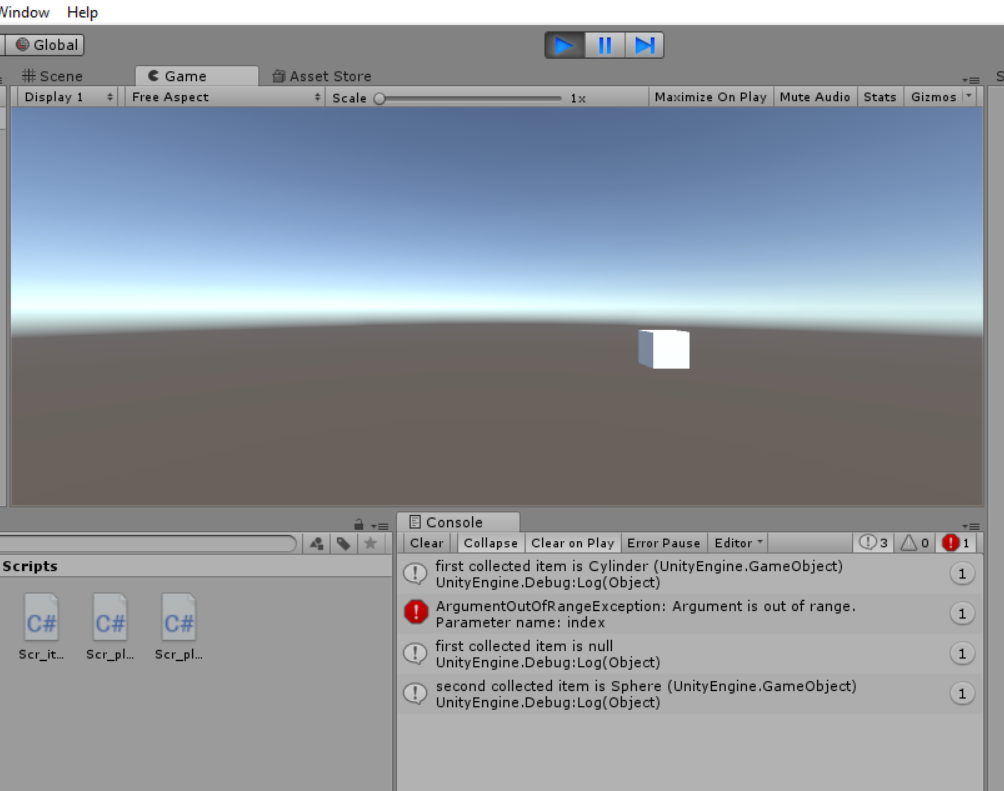 Window Help
Global
Scene Game Asset Store
Display 1 Free Aspect Scale 1x Maximize On Play Mute Audio Stats Gizmos
Console
Clear Collapse Clear on Play Error Pause Editor 3 0 1
Scripts
first collected item is Cylinder (UnityEngine.GameObject)
UnityEngine.Debug:Log(Object)
1
ArgumentOutOfRangeException: Argument is out of range.
Parameter name: index
1
first collected item is null
UnityEngine.Debug:Log(Object)
1
second collected item is Sphere (UnityEngine.GameObject)
UnityEngine.Debug:Log(Object)
1
C# C# C#
Scr_it... Scr_pl... Scr_pl...